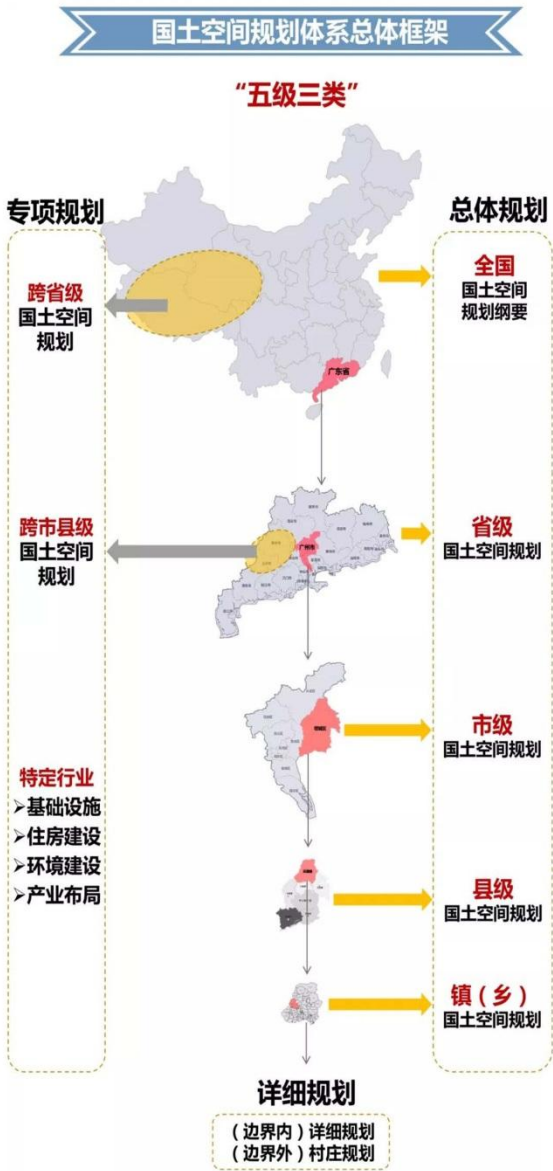 国土空间规划体系总体框架
“五级三类”
专项规划
总体规划
跨省级
国土空间
规划
全国
国土空间
规划纲要
广东省
跨市县级
国土空间
规划
广州市
省级
国土空间规划
市级
国土空间规划
特定行业
➢基础设施
➢住房建设
➢环境建设
➢产业布局
县级
国土空间规划
镇（乡）
国土空间规划
详细规划
（边界内）详细规划
（边界外）村庄规划